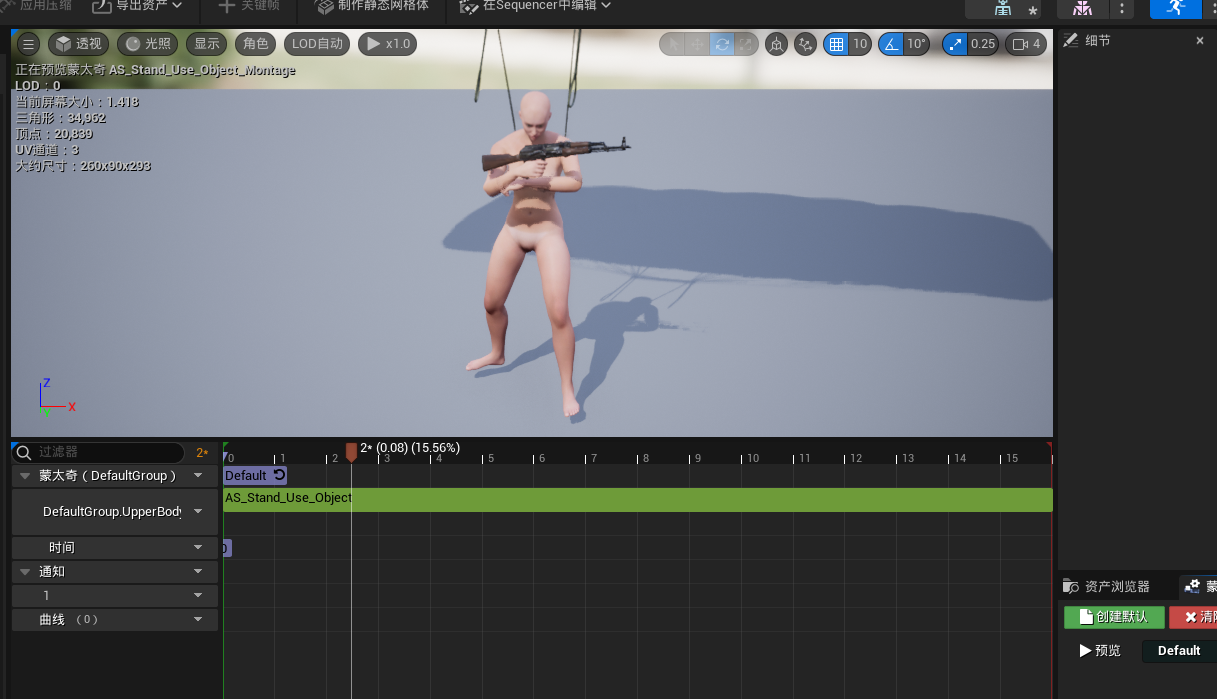 应用压缩 导出资产 关键帧 制作静态网格体 在Sequencer中编辑
透视 光照 显示 角色 LOD自动 x1.0 10 10° 0.25 4 细节
正在预览蒙太奇 AS_Stand_Use_Object_Montage
LOD：0
当前屏幕大小：1.418
三角形：34,962
顶点：20,839
UV通道：3
大约尺寸：260x90x293
Z
X
过滤器 2* 2* (0.08) (15.56%)
0 1 2 3 4 5 6 7 8 9 10 11 12 13 14 15
蒙太奇（DefaultGroup） Default
AS_Stand_Use_Object
DefaultGroup.UpperBody
时间
通知
1
曲线 （0）
资产浏览器 蒙
创建默认 清除
预览 Default